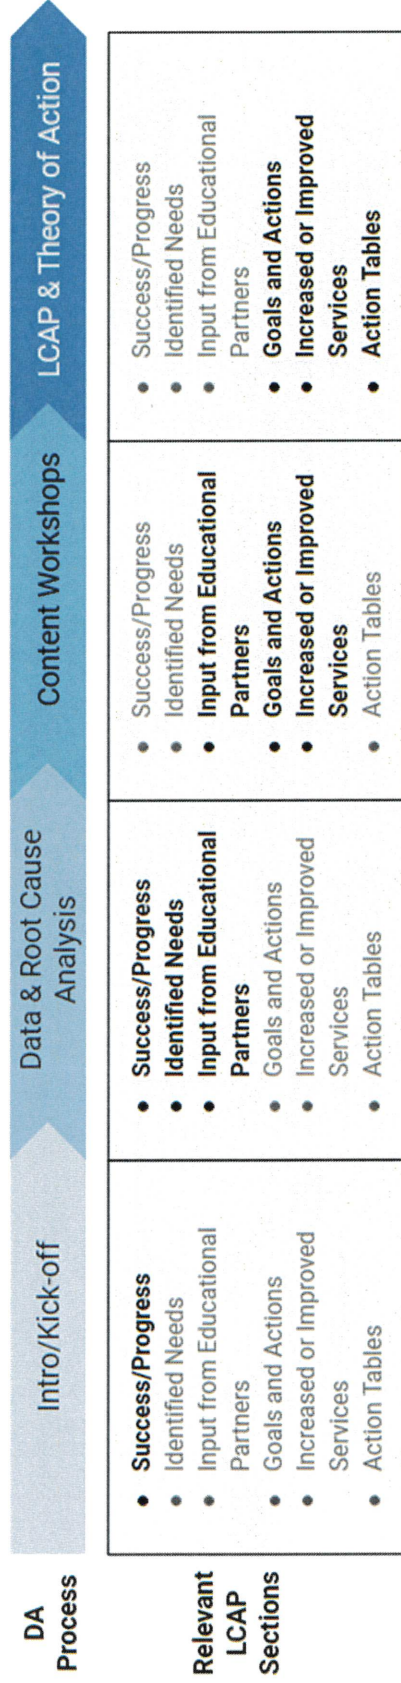 DA
Process
Intro/Kick-off
Data & Root Cause
Analysis
Content Workshops
LCAP & Theory of Action
Relevant
LCAP
Sections
• Success/Progress
• Identified Needs
• Input from Educational
Partners
• Goals and Actions
• Increased or Improved
Services
• Action Tables
• Success/Progress
• Identified Needs
• Input from Educational
Partners
• Goals and Actions
• Increased or Improved
Services
• Action Tables
• Success/Progress
• Identified Needs
• Input from Educational
Partners
• Goals and Actions
• Increased or Improved
Services
• Action Tables
• Success/Progress
• Identified Needs
• Input from Educational
Partners
• Goals and Actions
• Increased or Improved
Services
• Action Tables